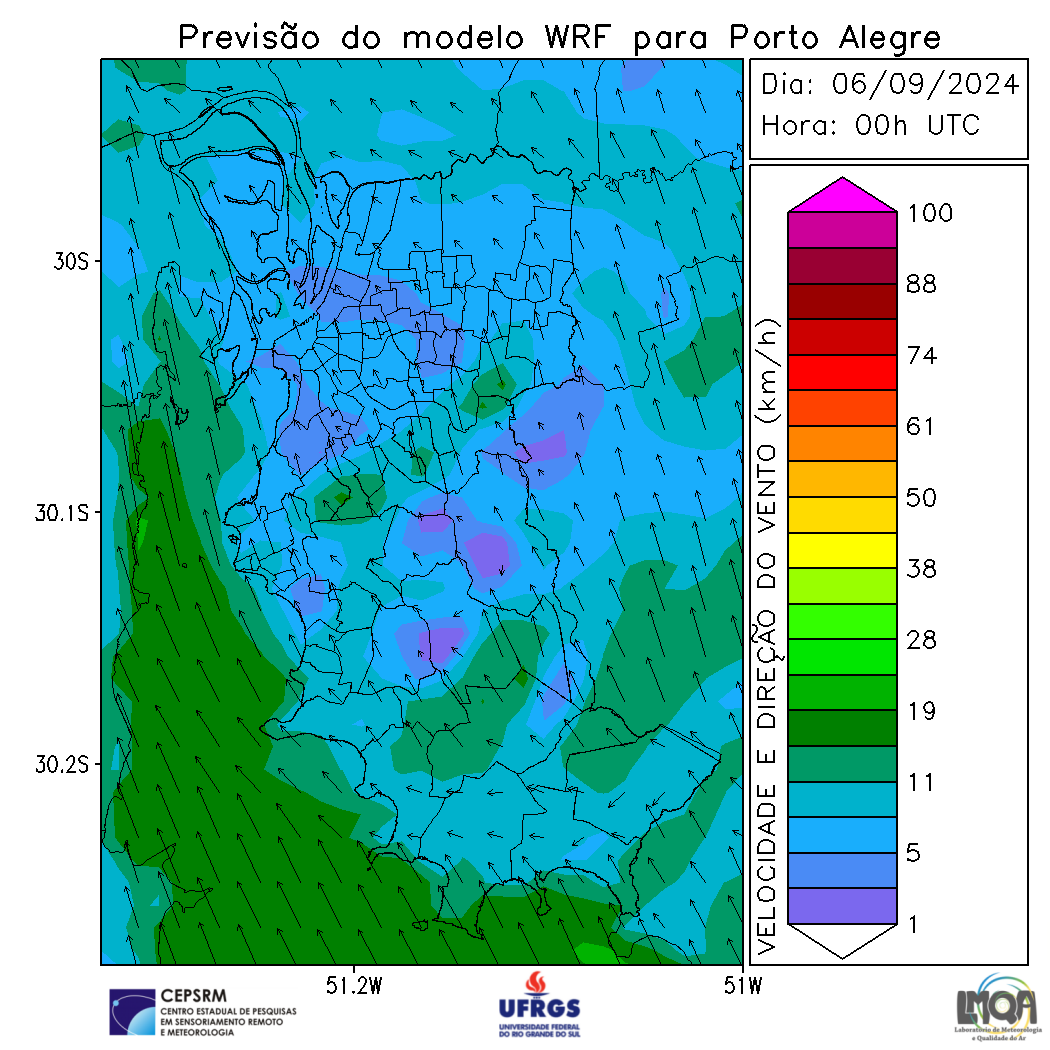 Previsão do modelo WRF para Porto Alegre
Dia: 06/09/2024
Hora: 00h UTC
30S
30.1S
30.2S
51.2W
51W
VELOCIDADE E DIREÇÃO DO VENTO (km/h)
100
88
74
61
50
38
28
19
11
5
1
CEPSRM
CENTRO ESTADUAL DE PESQUISAS
EM SENSORIAMENTO REMOTO
E METEOROLOGIA
UFRGS
UNIVERSIDADE FEDERAL
DO RIO GRANDE DO SUL
LMQA
Laboratório de Meteorologia
e Qualidade do Ar